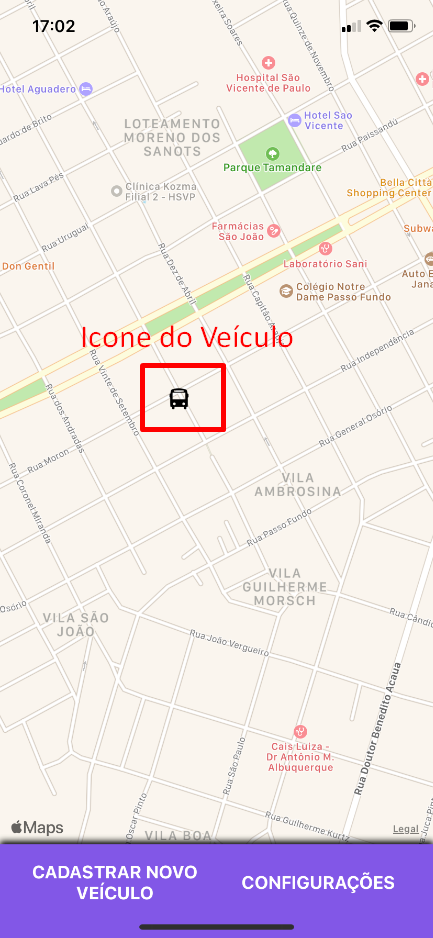 17:02
xeira Soares
Rua Quinze de Novembro
Hospital São
Vicente de Paulo
Hotel Aguadero
Hotel Sao
Vicente
LOTEAMENTO
MORENO DOS
SANOTS
Rua Paissandu
Parque Tamandare
Rua Lava Pés
Clínica Kozma
Filial 2 - HSVP
Bella Città
Shopping Center
Farmácias
São João
Rua Uruguai
Subwa
Don Gentil
Laboratório Sani
Rua Dez de Abril
Auto E
Jana
Colégio Notre
Dame Passo Fundo
Rua Capitão Araújo
Icone do Veículo
Rua Independência
Rua Vinte de Setembro
Rua dos Andradas
Rua General Osório
Rua Moron
Rua Coronel Miranda
VILA
AMBROSINA
Rua Passo Fundo
VILA
GUILHERME
MORSCH
Osório
VILA SÃO
JOÃO
Rua Cândic
Rua João Vergueiro
Rua Doutor Benedito Acaua
Cais Luiza -
Dr Antônio M.
Albuquerque
Rua São Paulo
Oscar Pinto
Rua Guilherme Kurtz
Juca Pinto
Maps
Legal
VILA BOA
CADASTRAR NOVO
VEÍCULO
CONFIGURAÇÕES